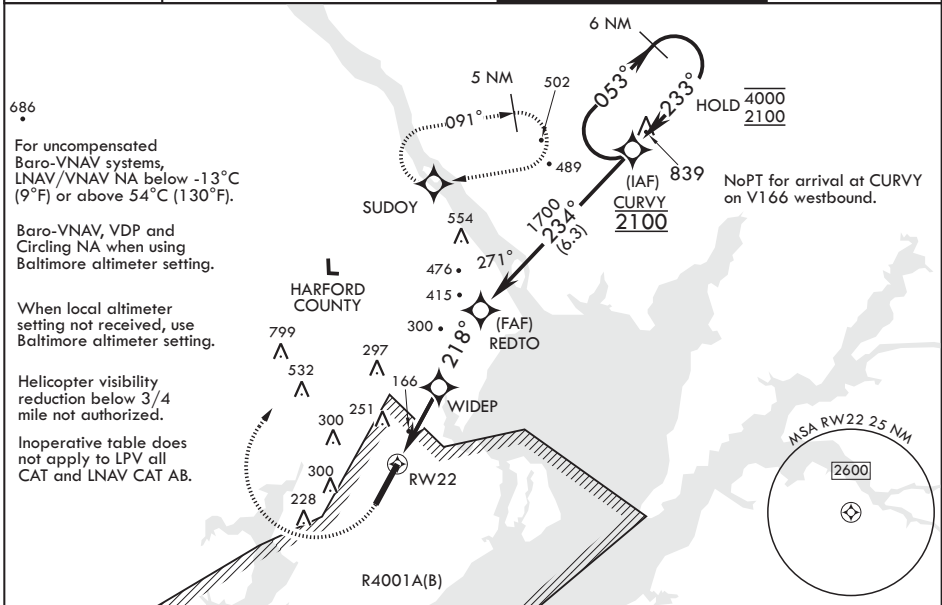 6 NM
5 NM
502
053°
233°
HOLD
4000
2100
686
091°
489
839
For uncompensated
Baro-VNAV systems,
LNAV/VNAV NA below -13°C
(9°F) or above 54°C (130°F).
(IAF)
CURVY
2100
NoPT for arrival at CURVY
on V166 westbound.
SUDOY
1700
234°
(6.3)
554
Baro-VNAV, VDP and
Circling NA when using
Baltimore altimeter setting.
271°
476
L
HARFORD
COUNTY
415
When local altimeter
setting not received, use
Baltimore altimeter setting.
300
(FAF)
REDTO
218°
799
297
532
166
Helicopter visibility
reduction below 3/4
mile not authorized.
WIDEP
251
300
Inoperative table does
not apply to LPV all
CAT and LNAV CAT AB.
MSA RW22 25 NM
2600
RW22
300
228
R4001A(B)